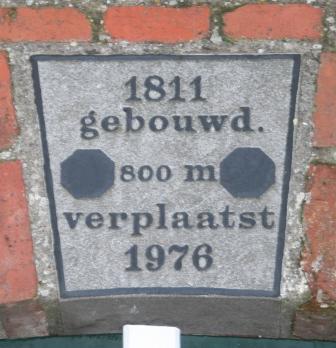 1811
gebouwd.
800 m
verplaatst
1976